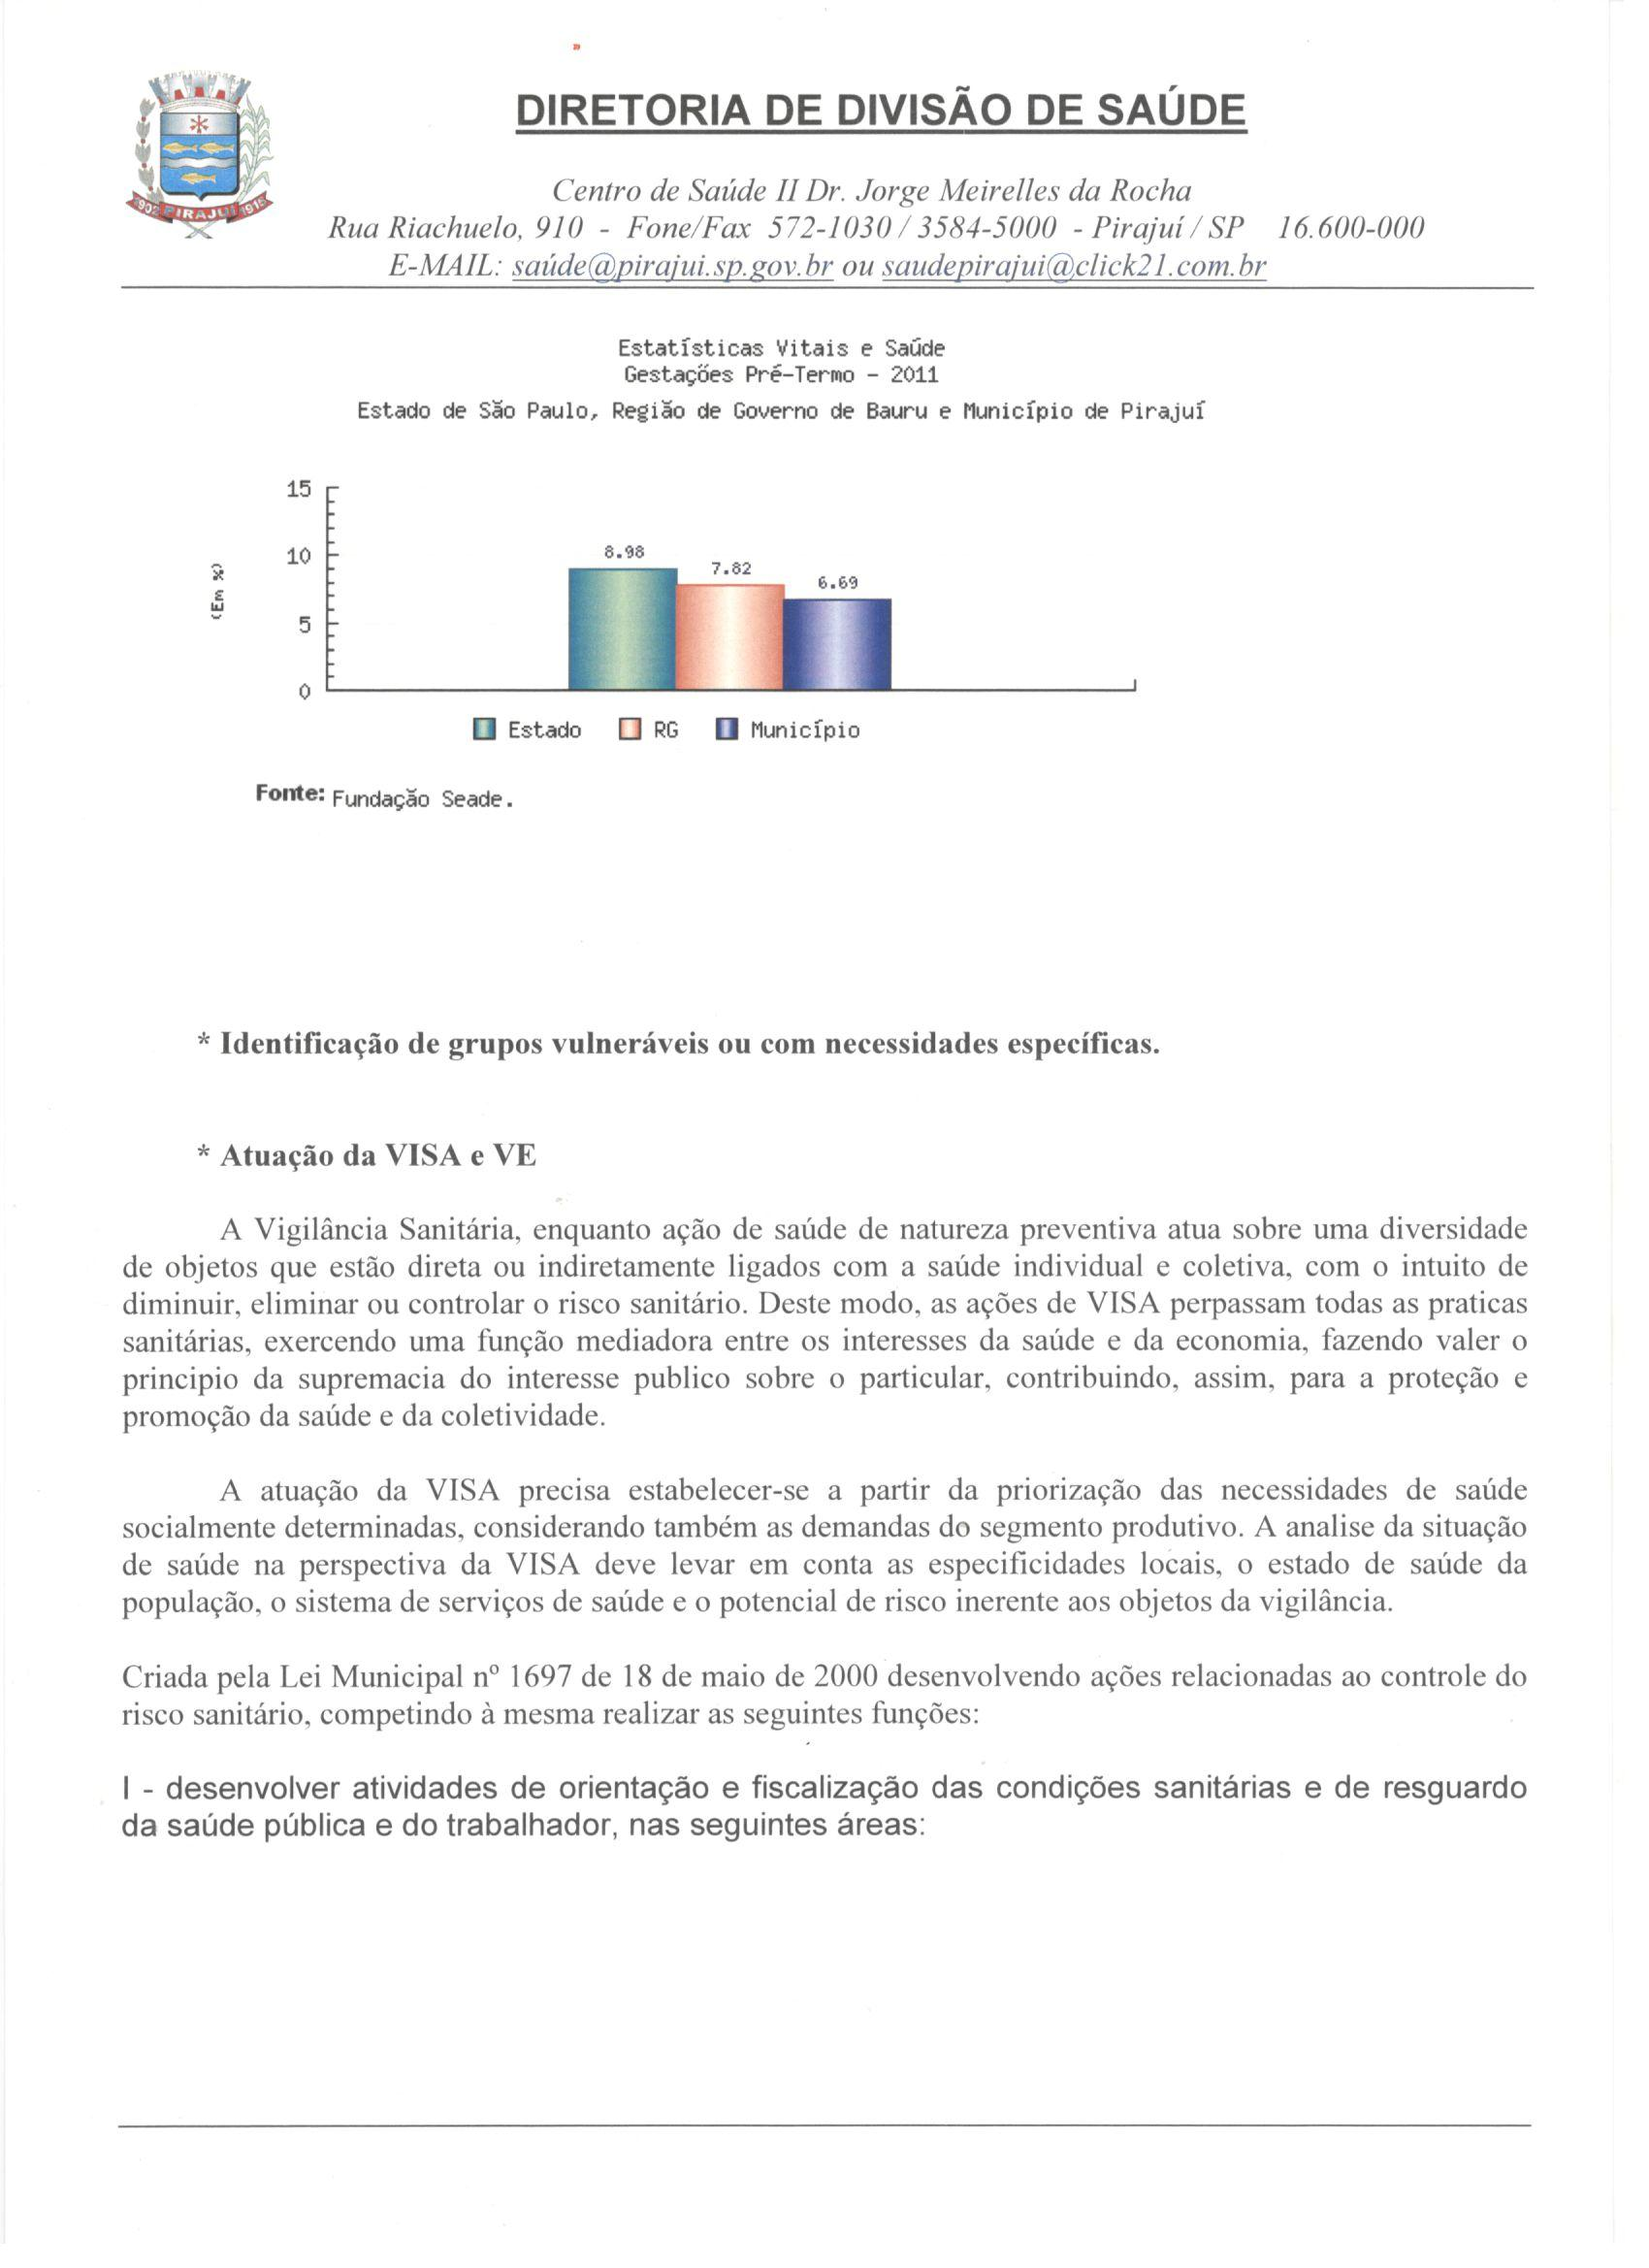 DIRETORIA DE DIVISÃO DE SAÚDE
Centro de Saúde II Dr. Jorge Meirelles da Rocha
Rua Riachuelo, 910 - Fone/Fax 572-1030 / 3584-5000 - Pirajuí / SP 16.600-000
E-MAIL: saúde@pirajui.sp.gov.br ou saudepirajui@click21.com.br
1902 PIRAJUI 1915
Estatísticas Vitais e Saúde
Gestações Pré-Termo - 2011
Estado de São Paulo, Região de Governo de Bauru e Município de Pirajuí
(Em %)
15
10
5
0
8.98
7.82
6.69
Estado RG Município
Fonte: Fundação Seade.
* Identificação de grupos vulneráveis ou com necessidades específicas.
* Atuação da VISA e VE
A Vigilância Sanitária, enquanto ação de saúde de natureza preventiva atua sobre uma diversidade
de objetos que estão direta ou indiretamente ligados com a saúde individual e coletiva, com o intuito de
diminuir, eliminar ou controlar o risco sanitário. Deste modo, as ações de VISA perpassam todas as praticas
sanitárias, exercendo uma função mediadora entre os interesses da saúde e da economia, fazendo valer o
principio da supremacia do interesse publico sobre o particular, contribuindo, assim, para a proteção e
promoção da saúde e da coletividade.
A atuação da VISA precisa estabelecer-se a partir da priorização das necessidades de saúde
socialmente determinadas, considerando também as demandas do segmento produtivo. A analise da situação
de saúde na perspectiva da VISA deve levar em conta as especificidades locais, o estado de saúde da
população, o sistema de serviços de saúde e o potencial de risco inerente aos objetos da vigilância.
Criada pela Lei Municipal nº 1697 de 18 de maio de 2000 desenvolvendo ações relacionadas ao controle do
risco sanitário, competindo à mesma realizar as seguintes funções:
I - desenvolver atividades de orientação e fiscalização das condições sanitárias e de resguardo
da saúde pública e do trabalhador, nas seguintes áreas: